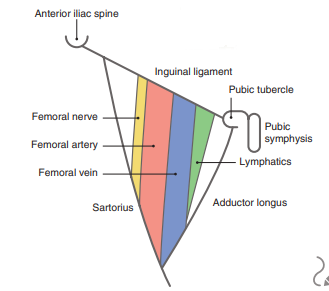 Anterior iliac spine
Inguinal ligament
Pubic tubercle
Femoral nerve
Pubic
symphysis
Femoral artery
Lymphatics
Femoral vein
Sartorius
Adductor longus